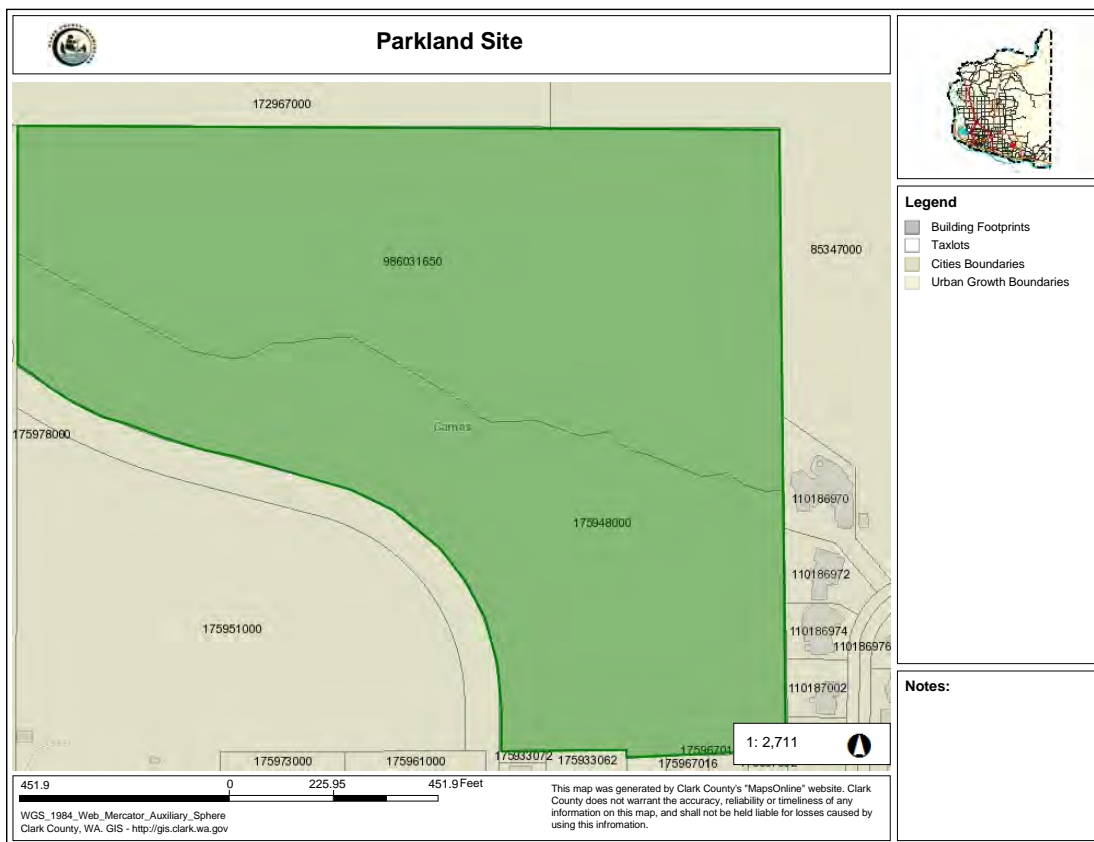 Parkland Site
172967000
986031650
85347000
Camas
175978000
110186970
175948000
110186972
175951000
110186974
110186976
110187002
175973000
175961000
175933072
175933062
175967016
1: 2,711
451.9
0
225.95
451.9 Feet
WGS_1984_Web_Mercator_Auxiliary_Sphere
Clark County, WA. GIS - http://gis.clark.wa.gov
This map was generated by Clark County's "MapsOnline" website. Clark
County does not warrant the accuracy, reliability or timeliness of any
information on this map, and shall not be held liable for losses caused by
using this infromation.
Legend
Building Footprints
Taxlots
Cities Boundaries
Urban Growth Boundaries
Notes: